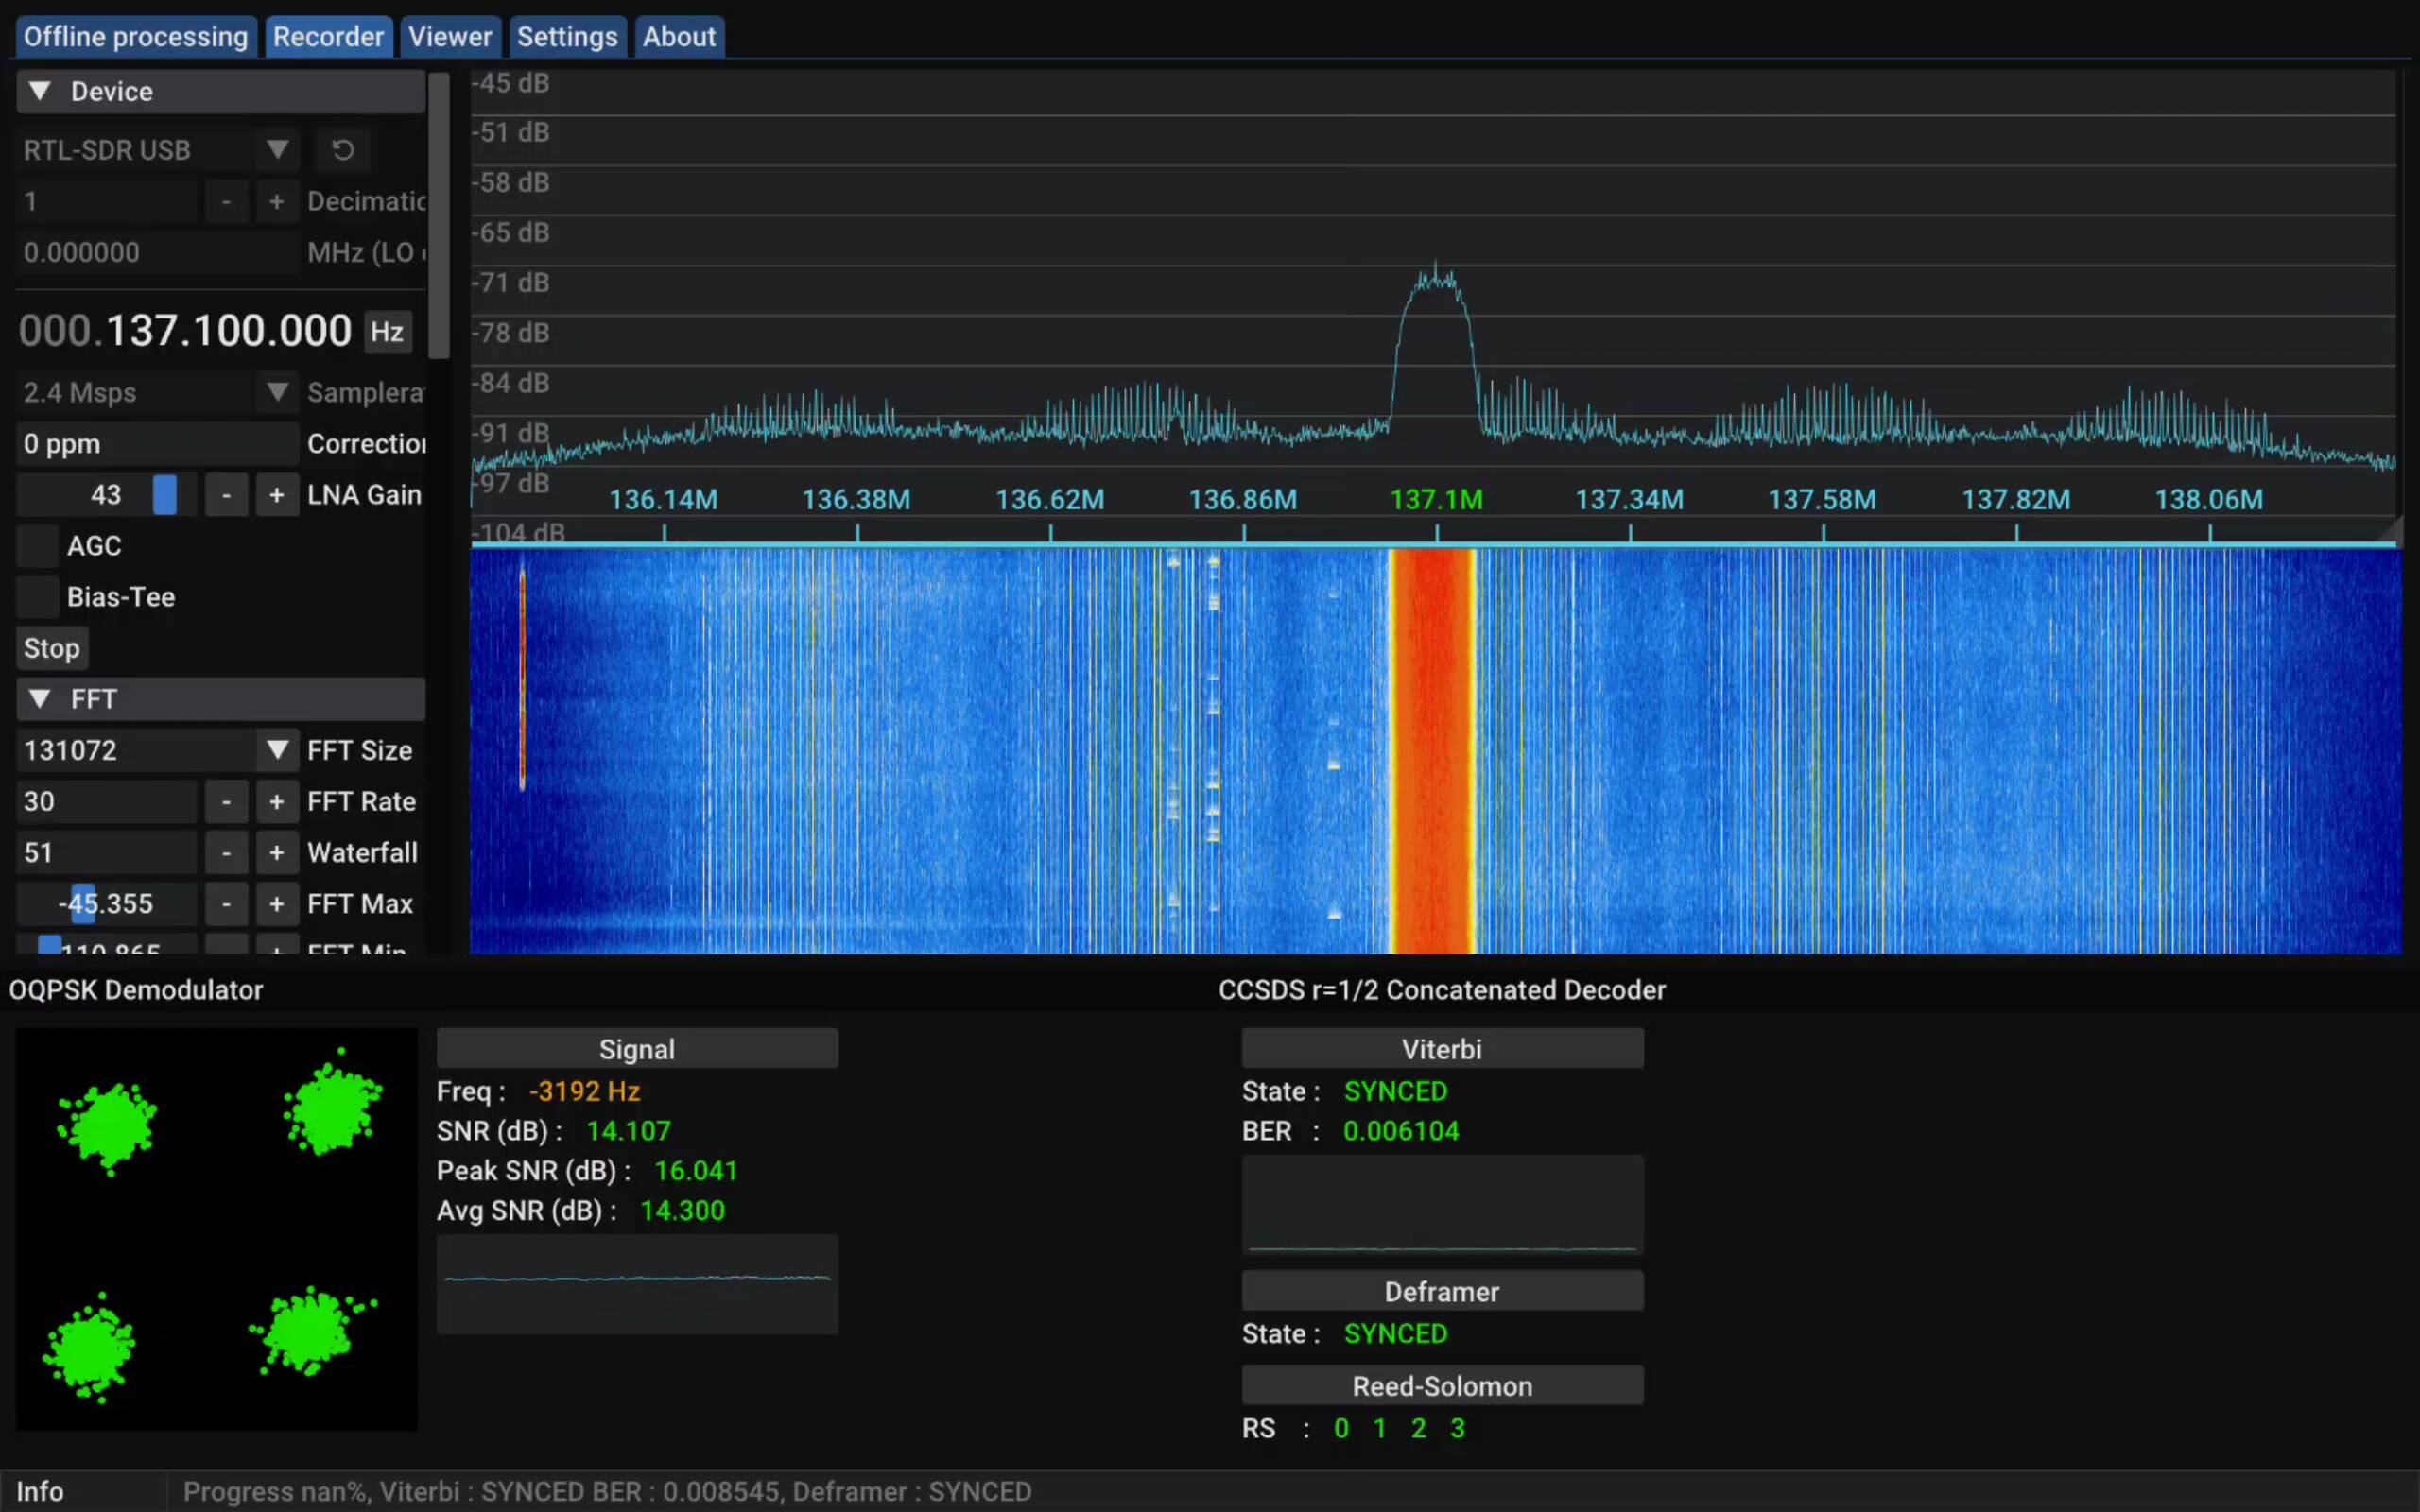 Offline processing Recorder Viewer Settings About
Device
RTL-SDR USB
1 - + Decimatic
0.000000 MHz (LO
000.137.100.000 Hz
2.4 Msps Samplera
0 ppm Correction
43 - + LNA Gain
AGC
Bias-Tee
Stop
FFT
131072 FFT Size
30 - + FFT Rate
51 - + Waterfall
-45.355 - + FFT Max
-110.865 - + FFT Min
-45 dB
-51 dB
-58 dB
-65 dB
-71 dB
-78 dB
-84 dB
-91 dB
-97 dB
136.14M 136.38M 136.62M 136.86M 137.1M 137.34M 137.58M 137.82M 138.06M
-104 dB
OQPSK Demodulator
Signal
Freq : -3192 Hz
SNR (dB) : 14.107
Peak SNR (dB) : 16.041
Avg SNR (dB) : 14.300
CCSDS r=1/2 Concatenated Decoder
Viterbi
State : SYNCED
BER : 0.006104
Deframer
State : SYNCED
Reed-Solomon
RS : 0 1 2 3
Info Progress nan%, Viterbi : SYNCED BER : 0.008545, Deframer : SYNCED